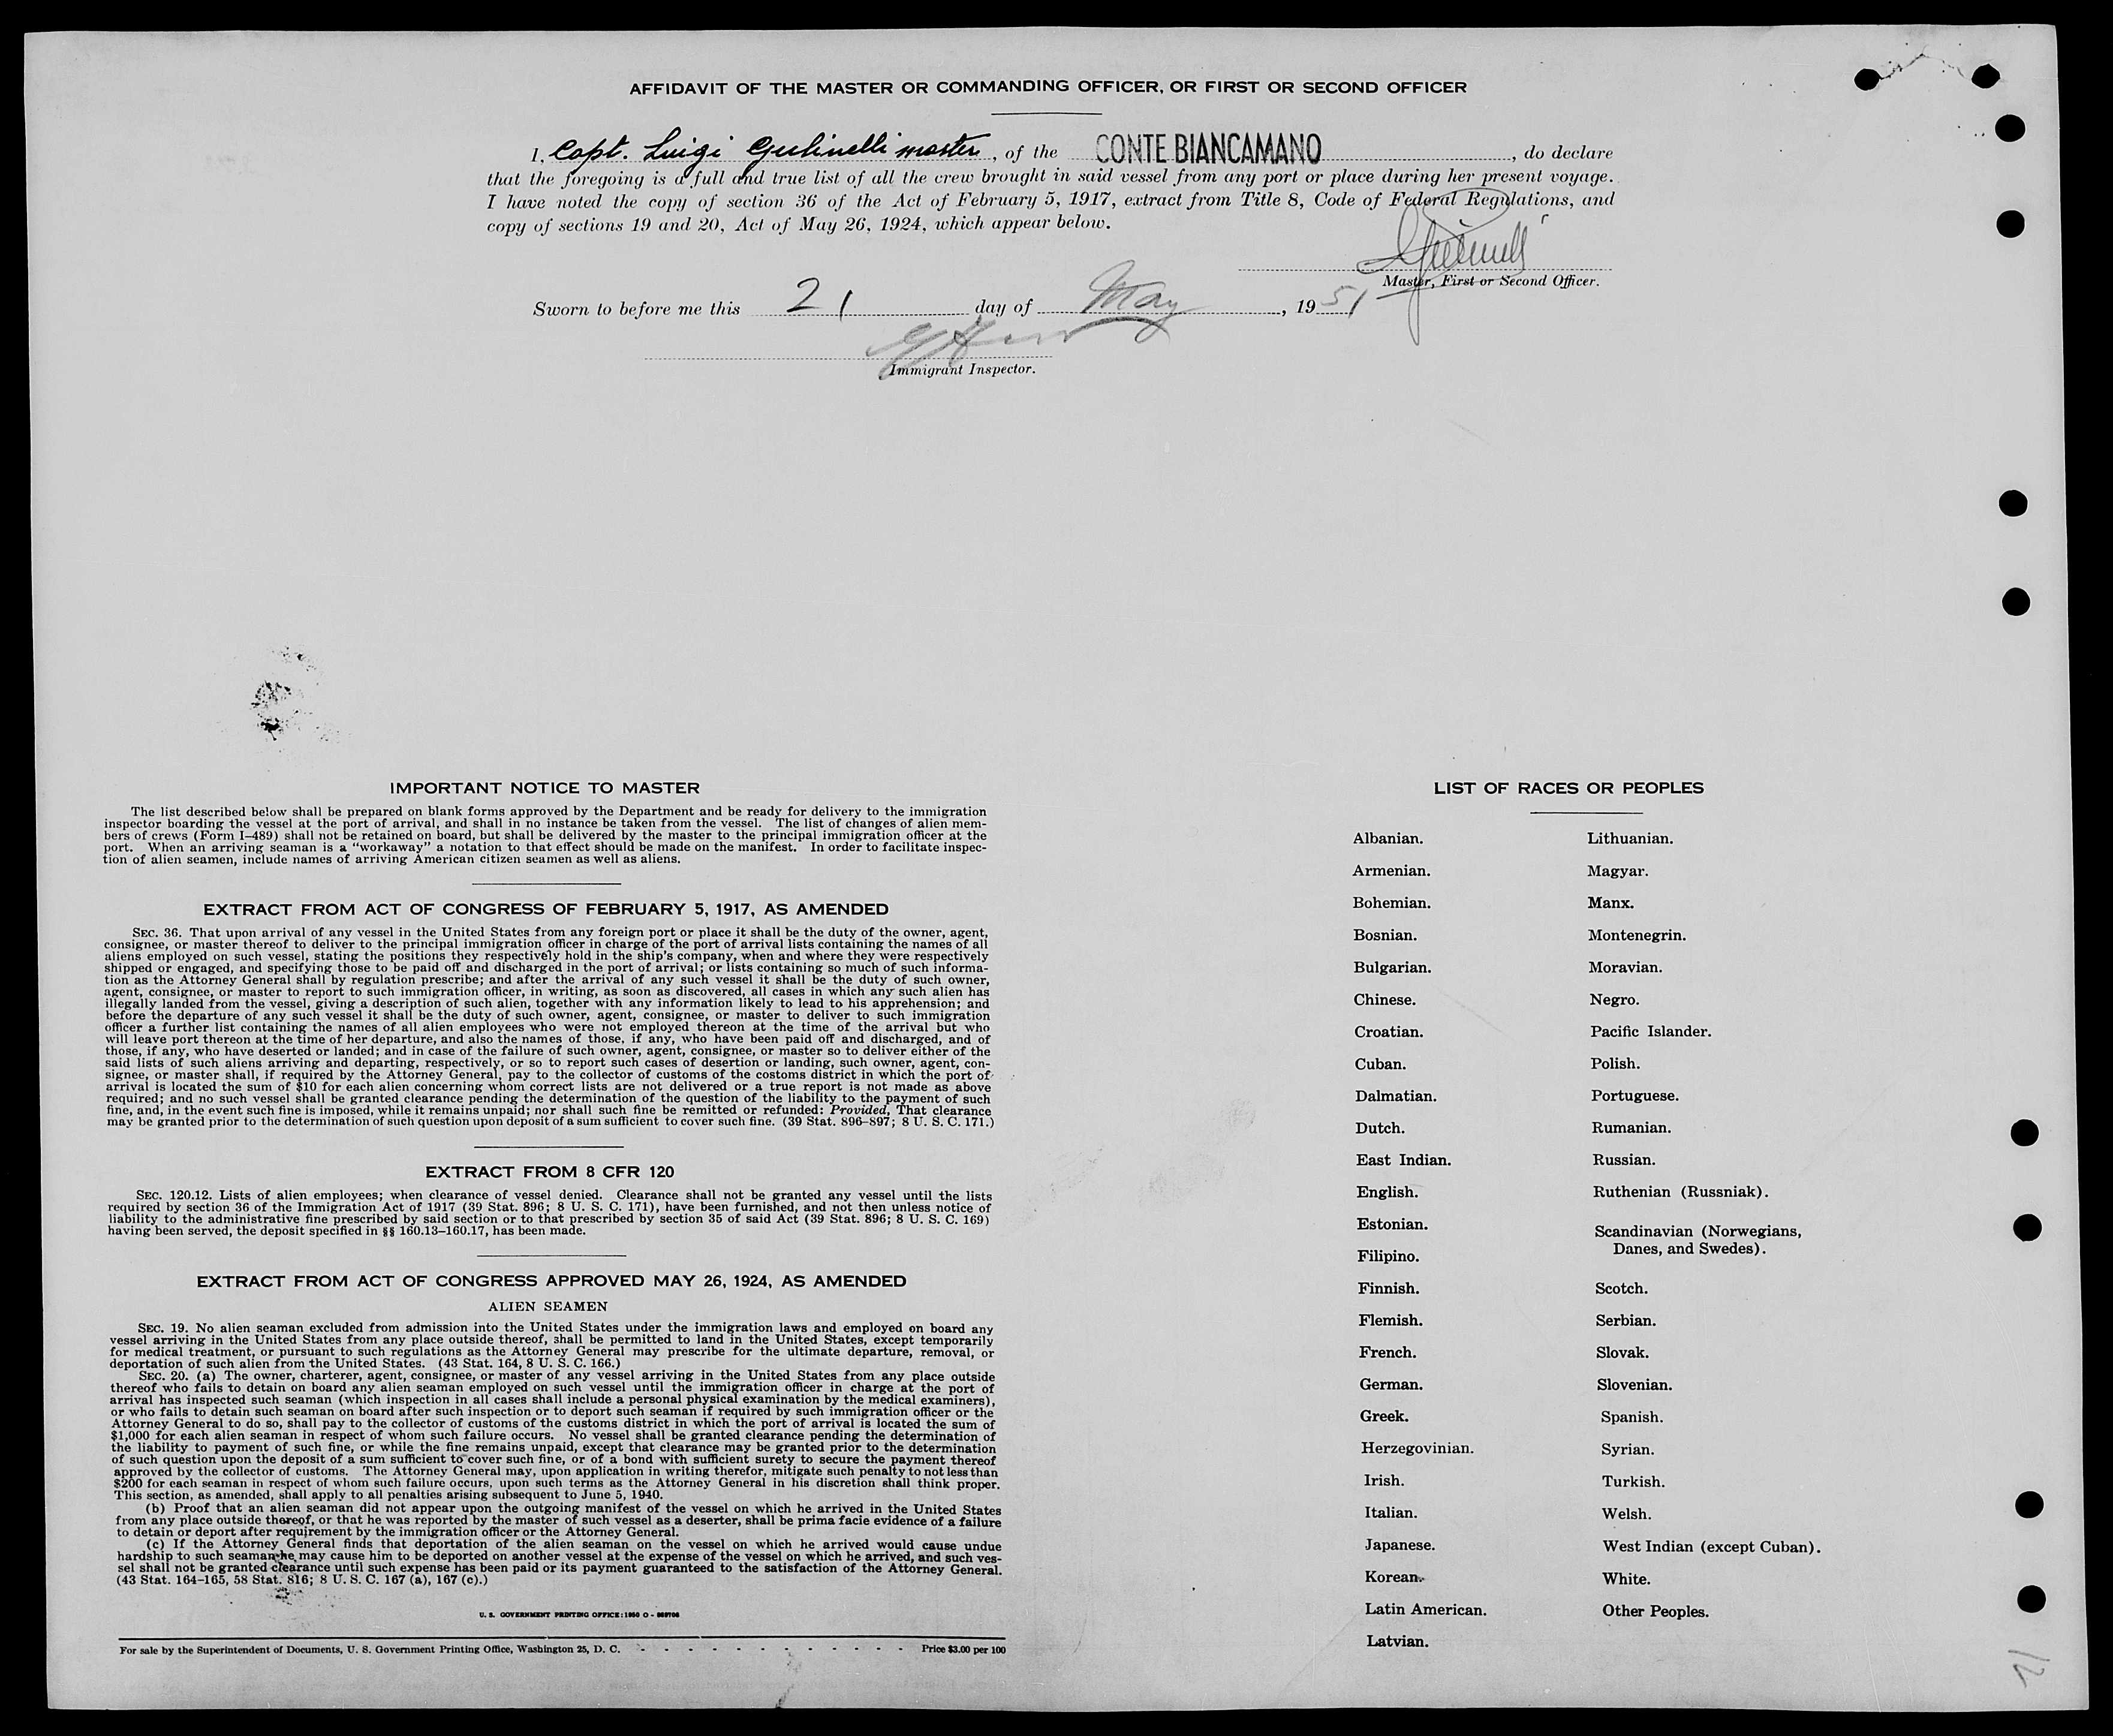 AFFIDAVIT OF THE MASTER OR COMMANDING OFFICER, OR FIRST OR SECOND OFFICER
I, Capt. Luigi Gulinelli master, of the CONTE BIANCAMANO, do declare
that the foregoing is a full and true list of all the crew brought in said vessel from any port or place during her present voyage.
I have noted the copy of section 36 of the Act of February 5, 1917, extract from Title 8, Code of Federal Regulations, and
copy of sections 19 and 20, Act of May 26, 1924, which appear below.
Master, First or Second Officer.
Sworn to before me this 21 day of May, 1951
Immigrant Inspector.
IMPORTANT NOTICE TO MASTER
The list described below shall be prepared on blank forms approved by the Department and be ready for delivery to the immigration
inspector boarding the vessel at the port of arrival, and shall in no instance be taken from the vessel. The list of changes of alien mem-
bers of crews (Form I–489) shall not be retained on board, but shall be delivered by the master to the principal immigration officer at the
port. When an arriving seaman is a “workaway” a notation to that effect should be made on the manifest. In order to facilitate inspec-
tion of alien seamen, include names of arriving American citizen seamen as well as aliens.
EXTRACT FROM ACT OF CONGRESS OF FEBRUARY 5, 1917, AS AMENDED
SEC. 36. That upon arrival of any vessel in the United States from any foreign port or place it shall be the duty of the owner, agent,
consignee, or master thereof to deliver to the principal immigration officer in charge of the port of arrival lists containing the names of all
aliens employed on such vessel, stating the positions they respectively hold in the ship's company, when and where they were respectively
shipped or engaged, and specifying those to be paid off and discharged in the port of arrival; or lists containing so much of such informa-
tion as the Attorney General shall by regulation prescribe; and after the arrival of any such vessel it shall be the duty of such owner,
agent, consignee, or master to report to such immigration officer, in writing, as soon as discovered, all cases in which any such alien has
illegally landed from the vessel, giving a description of such alien, together with any information likely to lead to his apprehension; and
before the departure of any such vessel it shall be the duty of such owner, agent, consignee, or master to deliver to such immigration
officer a further list containing the names of all alien employees who were not employed thereon at the time of the arrival but who
will leave port thereon at the time of her departure, and also the names of those, if any, who have been paid off and discharged, and of
those, if any, who have deserted or landed; and in case of the failure of such owner, agent, consignee, or master so to deliver either of the
said lists of such aliens arriving and departing, respectively, or so to report such cases of desertion or landing, such owner, agent, con-
signee, or master shall, if required by the Attorney General, pay to the collector of customs of the costoms district in which the port of
arrival is located the sum of $10 for each alien concerning whom correct lists are not delivered or a true report is not made as above
required; and no such vessel shall be granted clearance pending the determination of the question of the liability to the payment of such
fine, and, in the event such fine is imposed, while it remains unpaid; nor shall such fine be remitted or refunded: Provided, That clearance
may be granted prior to the determination of such question upon deposit of a sum sufficient to cover such fine. (39 Stat. 896–897; 8 U. S. C. 171.)
EXTRACT FROM 8 CFR 120
SEC. 120.12. Lists of alien employees; when clearance of vessel denied. Clearance shall not be granted any vessel until the lists
required by section 36 of the Immigration Act of 1917 (39 Stat. 896; 8 U. S. C. 171), have been furnished, and not then unless notice of
liability to the administrative fine prescribed by said section or to that prescribed by section 35 of said Act (39 Stat. 896; 8 U. S. C. 169)
having been served, the deposit specified in §§ 160.13–160.17, has been made.
EXTRACT FROM ACT OF CONGRESS APPROVED MAY 26, 1924, AS AMENDED
ALIEN SEAMEN
SEC. 19. No alien seaman excluded from admission into the United States under the immigration laws and employed on board any
vessel arriving in the United States from any place outside thereof, shall be permitted to land in the United States, except temporarily
for medical treatment, or pursuant to such regulations as the Attorney General may prescribe for the ultimate departure, removal, or
deportation of such alien from the United States. (43 Stat. 164, 8 U. S. C. 166.)
SEC. 20. (a) The owner, charterer, agent, consignee, or master of any vessel arriving in the United States from any place outside
thereof who fails to detain on board any alien seaman employed on such vessel until the immigration officer in charge at the port of
arrival has inspected such seaman (which inspection in all cases shall include a personal physical examination by the medical examiners),
or who fails to detain such seaman on board after such inspection or to deport such seaman if required by such immigration officer or the
Attorney General to do so, shall pay to the collector of customs of the customs district in which the port of arrival is located the sum of
$1,000 for each alien seaman in respect of whom such failure occurs. No vessel shall be granted clearance pending the determination of
the liability to payment of such fine, or while the fine remains unpaid, except that clearance may be granted prior to the determination
of such question upon the deposit of a sum sufficient to cover such fine, or of a bond with sufficient surety to secure the payment thereof
approved by the collector of customs. The Attorney General may, upon application in writing therefor, mitigate such penalty to not less than
$200 for each seaman in respect of whom such failure occurs, upon such terms as the Attorney General in his discretion shall think proper.
This section, as amended, shall apply to all penalties arising subsequent to June 5, 1940.
(b) Proof that an alien seaman did not appear upon the outgoing manifest of the vessel on which he arrived in the United States
from any place outside thereof, or that he was reported by the master of such vessel as a deserter, shall be prima facie evidence of a failure
to detain or deport after requirement by the immigration officer or the Attorney General.
(c) If the Attorney General finds that deportation of the alien seaman on the vessel on which he arrived would cause undue
hardship to such seaman he may cause him to be deported on another vessel at the expense of the vessel on which he arrived, and such ves-
sel shall not be granted clearance until such expense has been paid or its payment guaranteed to the satisfaction of the Attorney General.
(43 Stat. 164–165, 58 Stat. 816; 8 U. S. C. 167 (a), 167 (c).)
U. S. GOVERNMENT PRINTING OFFICE: 1950 O -
For sale by the Superintendent of Documents, U. S. Government Printing Office, Washington 25, D. C. - - - - - - - - - - - - Price $3.00 per 100
LIST OF RACES OR PEOPLES
Albanian.
Armenian.
Bohemian.
Bosnian.
Bulgarian.
Chinese.
Croatian.
Cuban.
Dalmatian.
Dutch.
East Indian.
English.
Estonian.
Filipino.
Finnish.
Flemish.
French.
German.
Greek.
Herzegovinian.
Irish.
Italian.
Japanese.
Korean.
Latin American.
Latvian.
Lithuanian.
Magyar.
Manx.
Montenegrin.
Moravian.
Negro.
Pacific Islander.
Polish.
Portuguese.
Rumanian.
Russian.
Ruthenian (Russniak).
Scandinavian (Norwegians,
Danes, and Swedes).
Scotch.
Serbian.
Slovak.
Slovenian.
Spanish.
Syrian.
Turkish.
Welsh.
West Indian (except Cuban).
White.
Other Peoples.